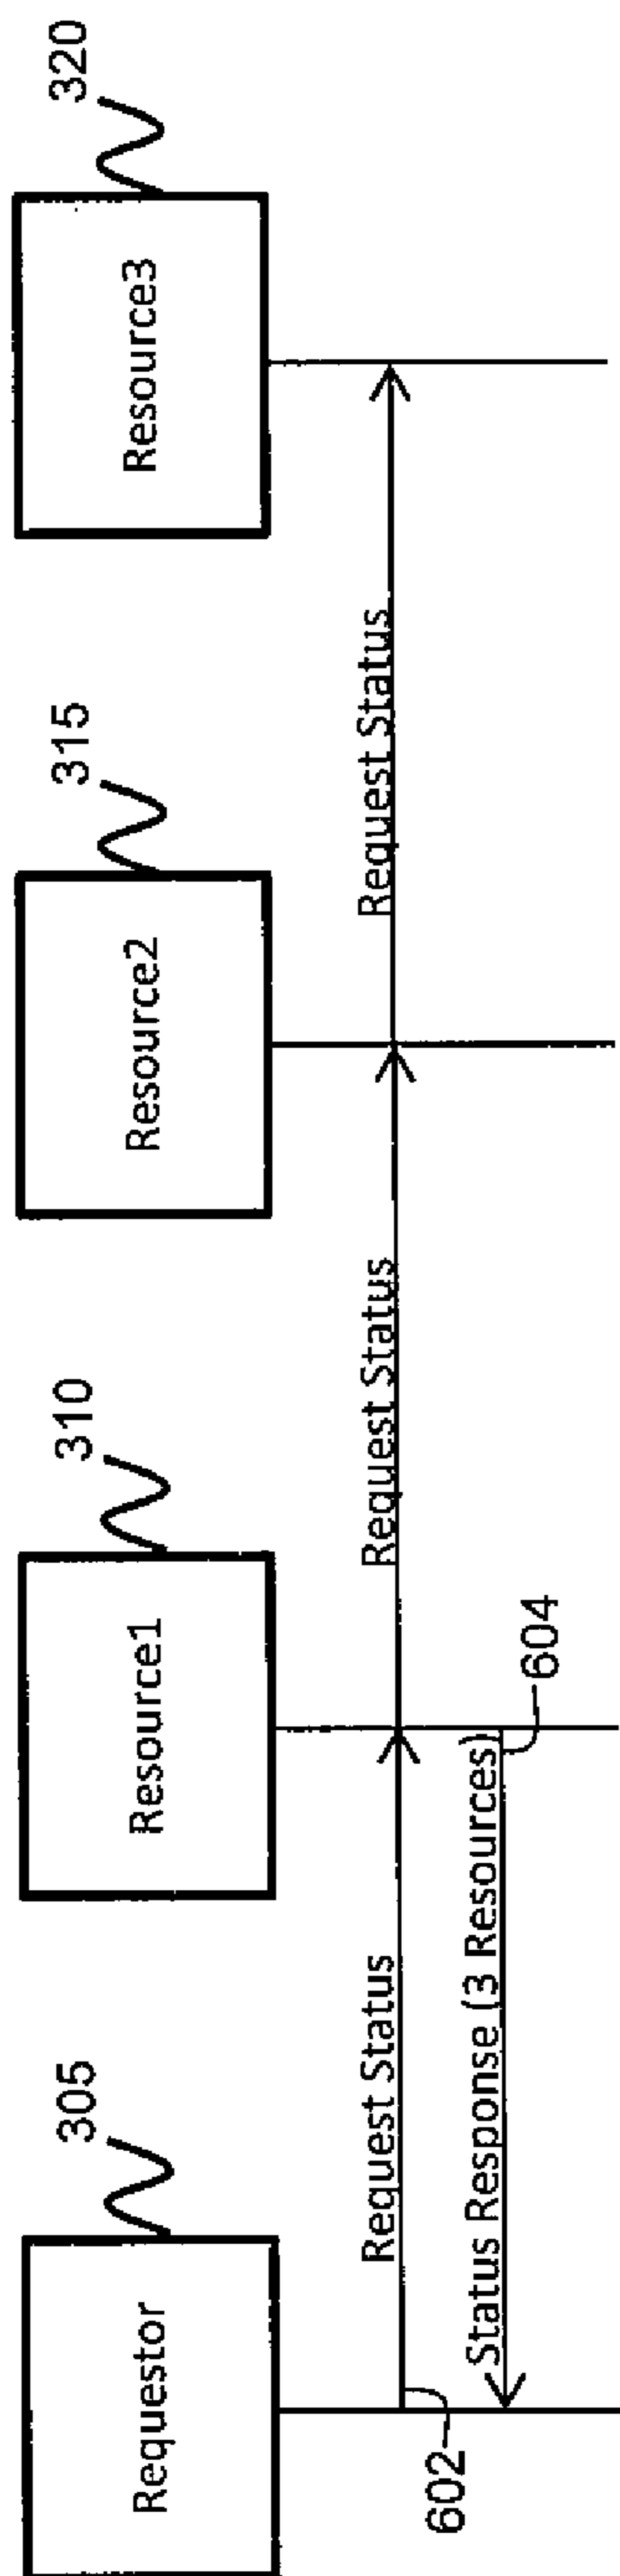 305
310
315
320
Requestor
Resource1
Resource2
Resource3
Request Status
Request Status
Request Status
602
Status Response (3 Resources)
604